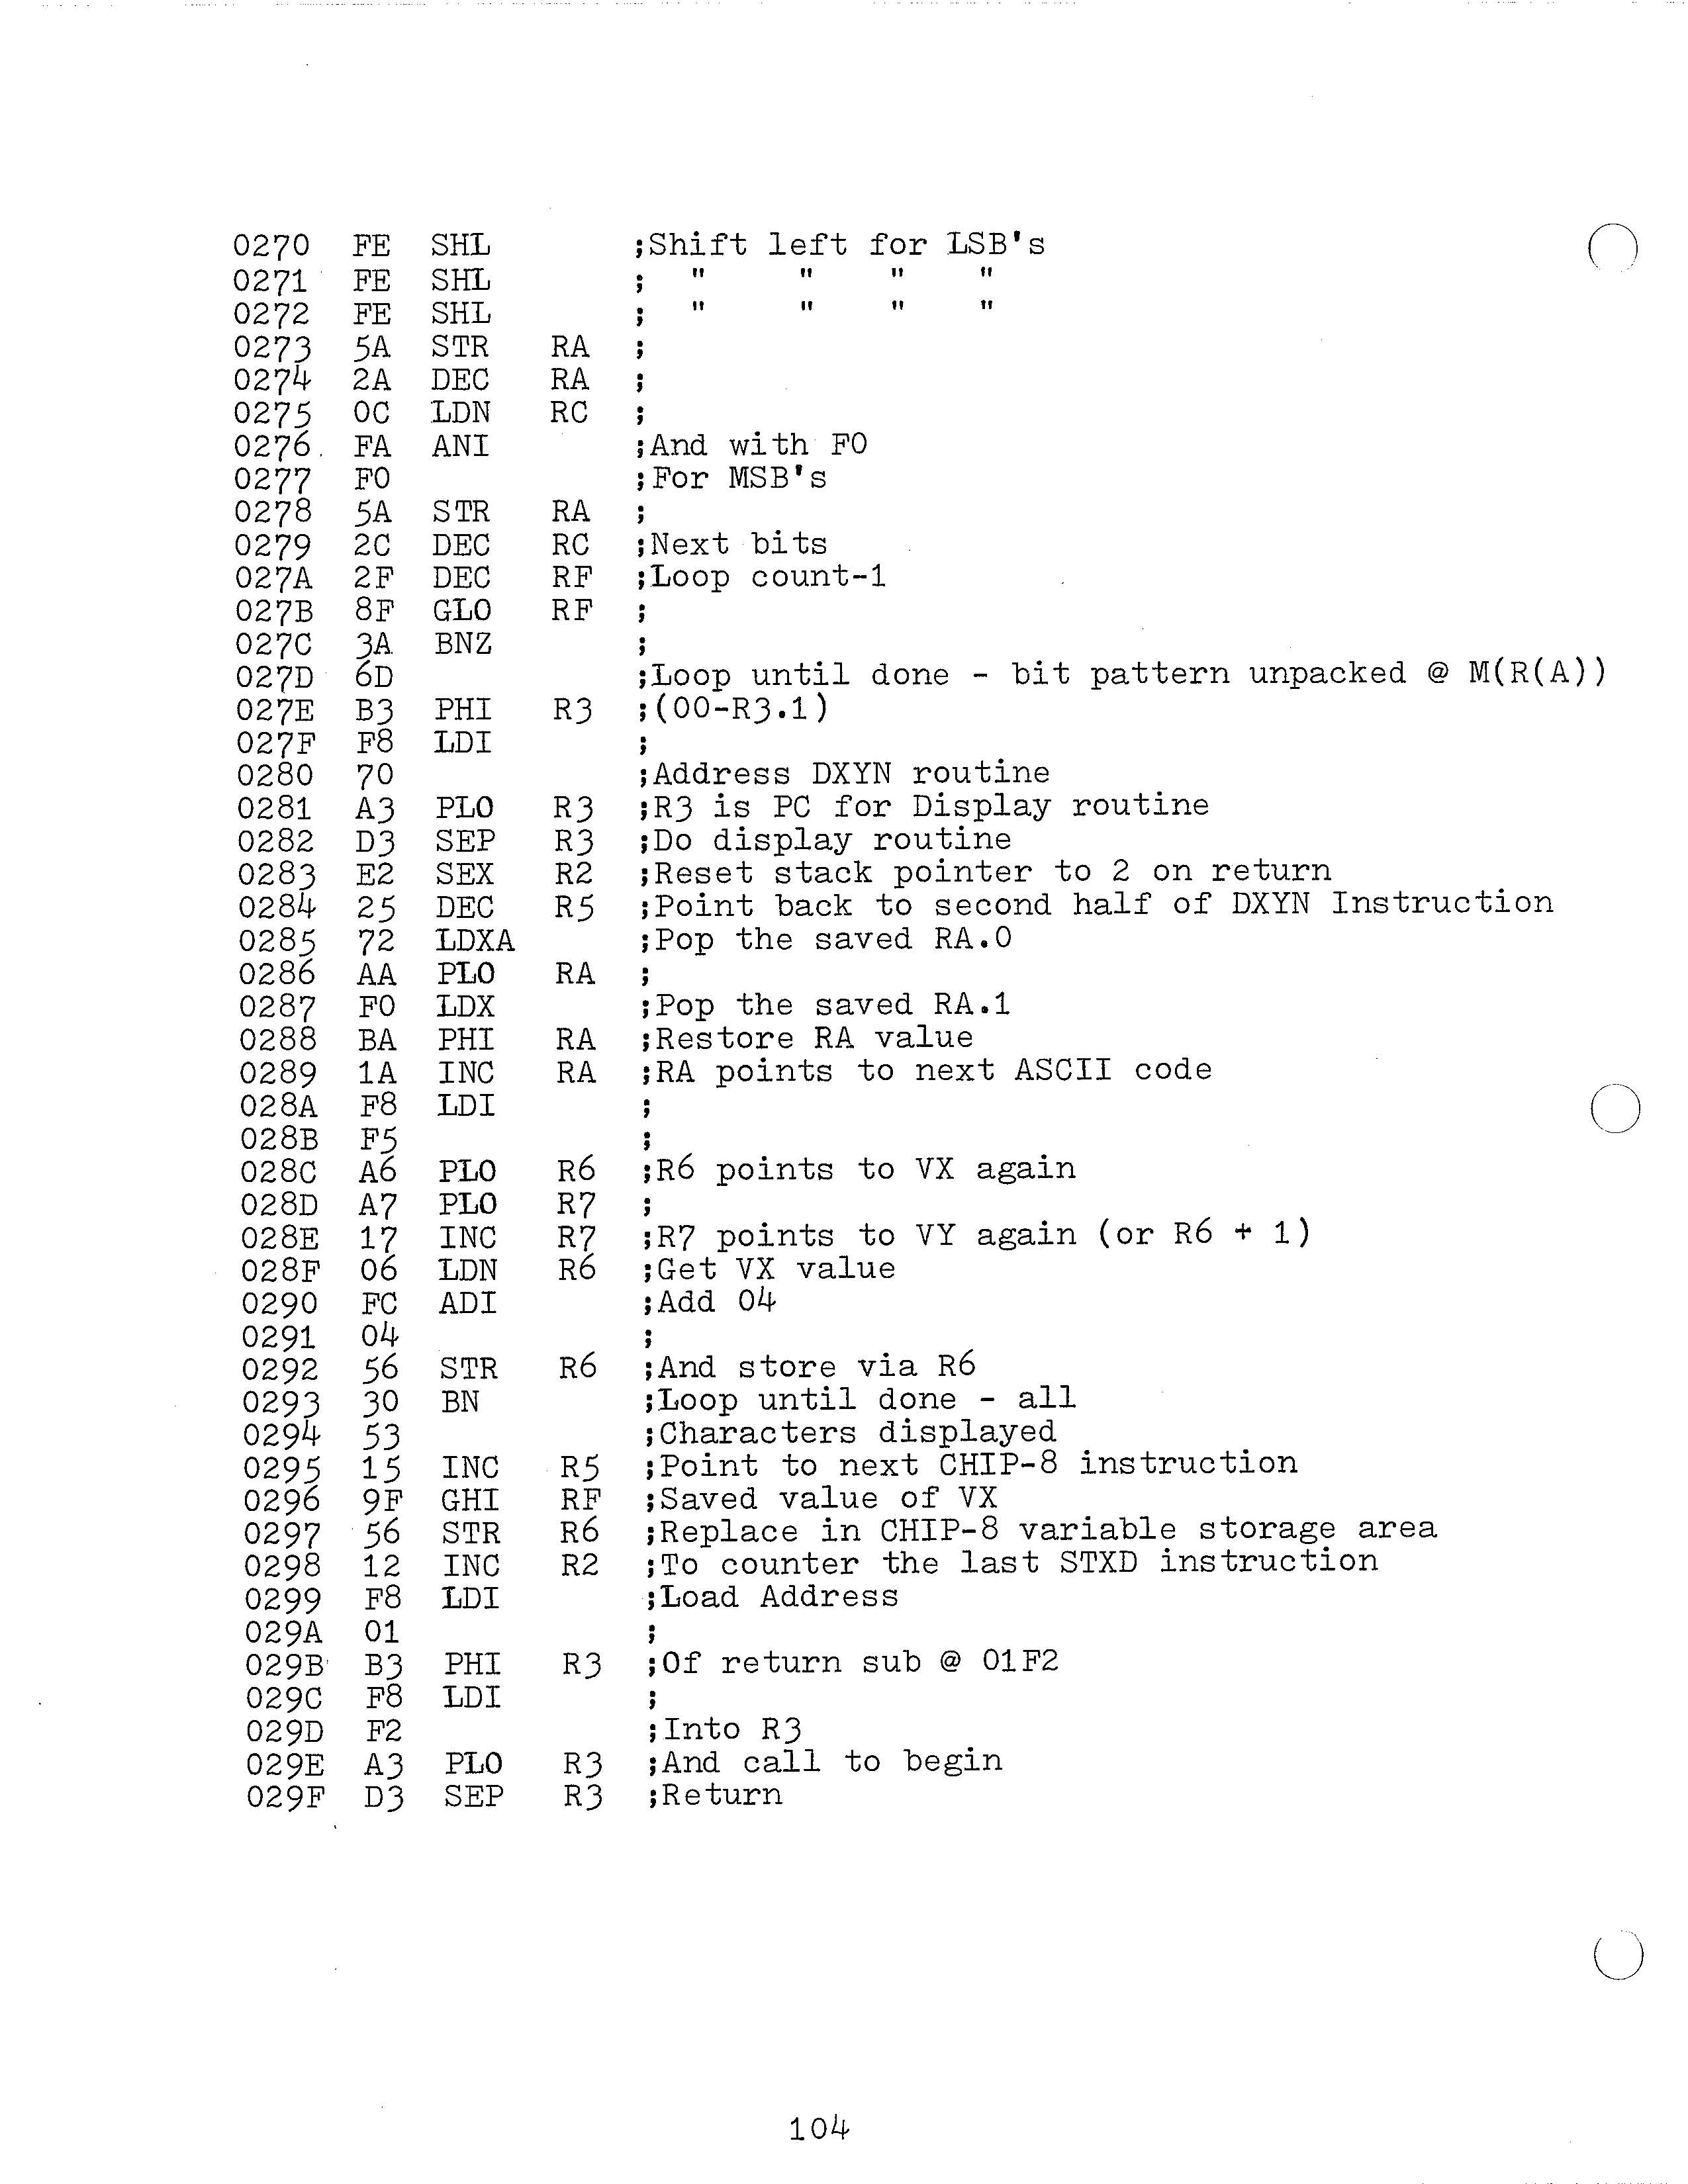 0270 FE SHL ;Shift left for LSB's
0271 FE SHL ; " " " "
0272 FE SHL ; " " " "
0273 5A STR RA ;
0274 2A DEC RA ;
0275 0C LDN RC ;
0276 FA ANI ;And with F0
0277 F0 ;For MSB's
0278 5A STR RA ;
0279 2C DEC RC ;Next bits
027A 2F DEC RF ;Loop count-1
027B 8F GLO RF ;
027C 3A BNZ ;
027D 6D ;Loop until done - bit pattern unpacked @ M(R(A))
027E B3 PHI R3 ;(00-R3.1)
027F F8 LDI ;
0280 70 ;Address DXYN routine
0281 A3 PLO R3 ;R3 is PC for Display routine
0282 D3 SEP R3 ;Do display routine
0283 E2 SEX R2 ;Reset stack pointer to 2 on return
0284 25 DEC R5 ;Point back to second half of DXYN Instruction
0285 72 LDXA ;Pop the saved RA.0
0286 AA PLO RA ;
0287 F0 LDX ;Pop the saved RA.1
0288 BA PHI RA ;Restore RA value
0289 1A INC RA ;RA points to next ASCII code
028A F8 LDI ;
028B F5 ;
028C A6 PLO R6 ;R6 points to VX again
028D A7 PLO R7 ;
028E 17 INC R7 ;R7 points to VY again (or R6 + 1)
028F 06 LDN R6 ;Get VX value
0290 FC ADI ;Add 04
0291 04 ;
0292 56 STR R6 ;And store via R6
0293 30 BN ;Loop until done - all
0294 53 ;Characters displayed
0295 15 INC R5 ;Point to next CHIP-8 instruction
0296 9F GHI RF ;Saved value of VX
0297 56 STR R6 ;Replace in CHIP-8 variable storage area
0298 12 INC R2 ;To counter the last STXD instruction
0299 F8 LDI ;Load Address
029A 01 ;
029B B3 PHI R3 ;Of return sub @ 01F2
029C F8 LDI ;
029D F2 ;Into R3
029E A3 PLO R3 ;And call to begin
029F D3 SEP R3 ;Return
104